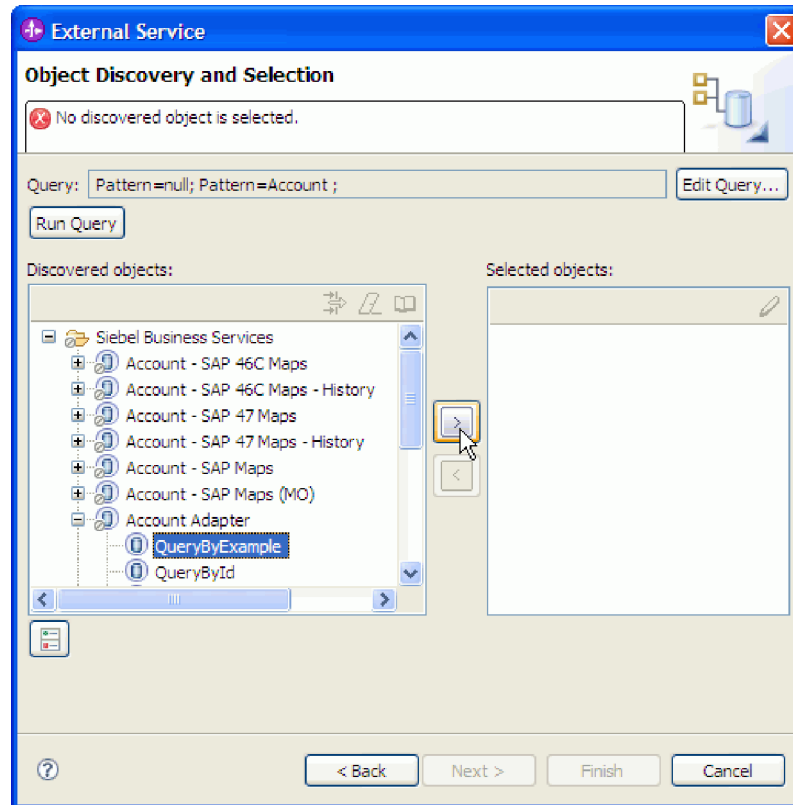 External Service
Object Discovery and Selection
No discovered object is selected.
Query: Pattern=null; Pattern=Account ; Edit Query...
Run Query
Discovered objects: Selected objects:
Siebel Business Services
Account - SAP 46C Maps
Account - SAP 46C Maps - History
Account - SAP 47 Maps
Account - SAP 47 Maps - History
Account - SAP Maps
Account - SAP Maps (MO)
Account Adapter
QueryByExample
QueryById
< Back Next > Finish Cancel